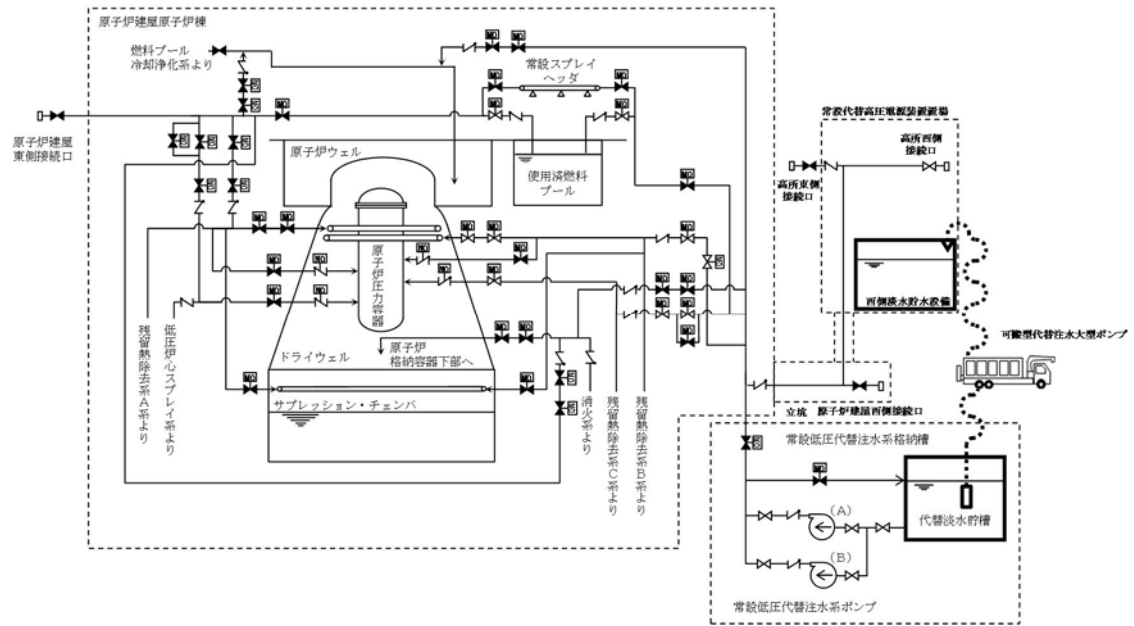 原子炉建屋原子炉棟
燃料プール
冷却浄化系より
常設スプレイ
ヘッダ
MO
原子炉建屋
東側接続口
原子炉ウェル
使用済燃料
プール
常設代替高圧電源装置置場
高所西側
接続口
高所東側
接続口
原子炉圧力容器
西側淡水貯水設備
可搬型代替注水大型ポンプ
ドライウェル
原子炉
格納容器下部へ
サプレッション・チェンバ
残留熱除去系A系より
低圧炉心スプレイ系より
消火系より
残留熱除去系C系より
残留熱除去系B系より
立坑
原子炉建屋西側接続口
常設低圧代替注水系格納槽
MO
(A)
(B)
代替淡水貯槽
常設低圧代替注水系ポンプ